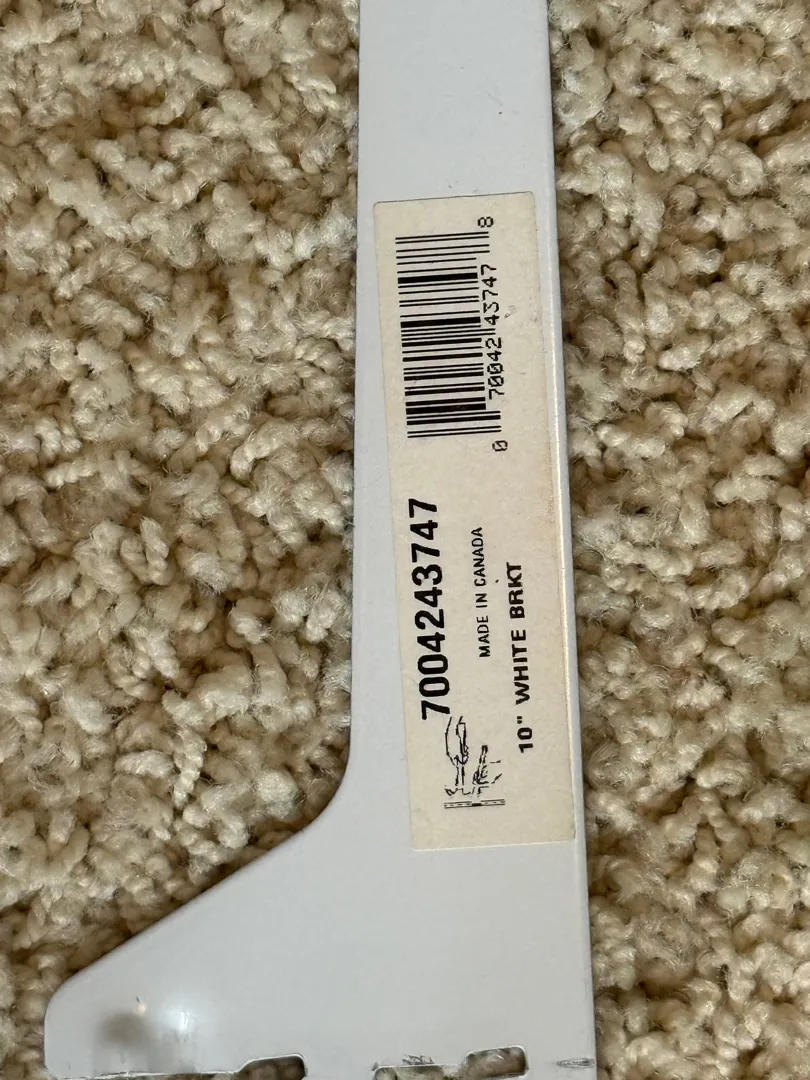 0 70042 43747 8
7004243747
MADE IN CANADA
10" WHITE BRKT